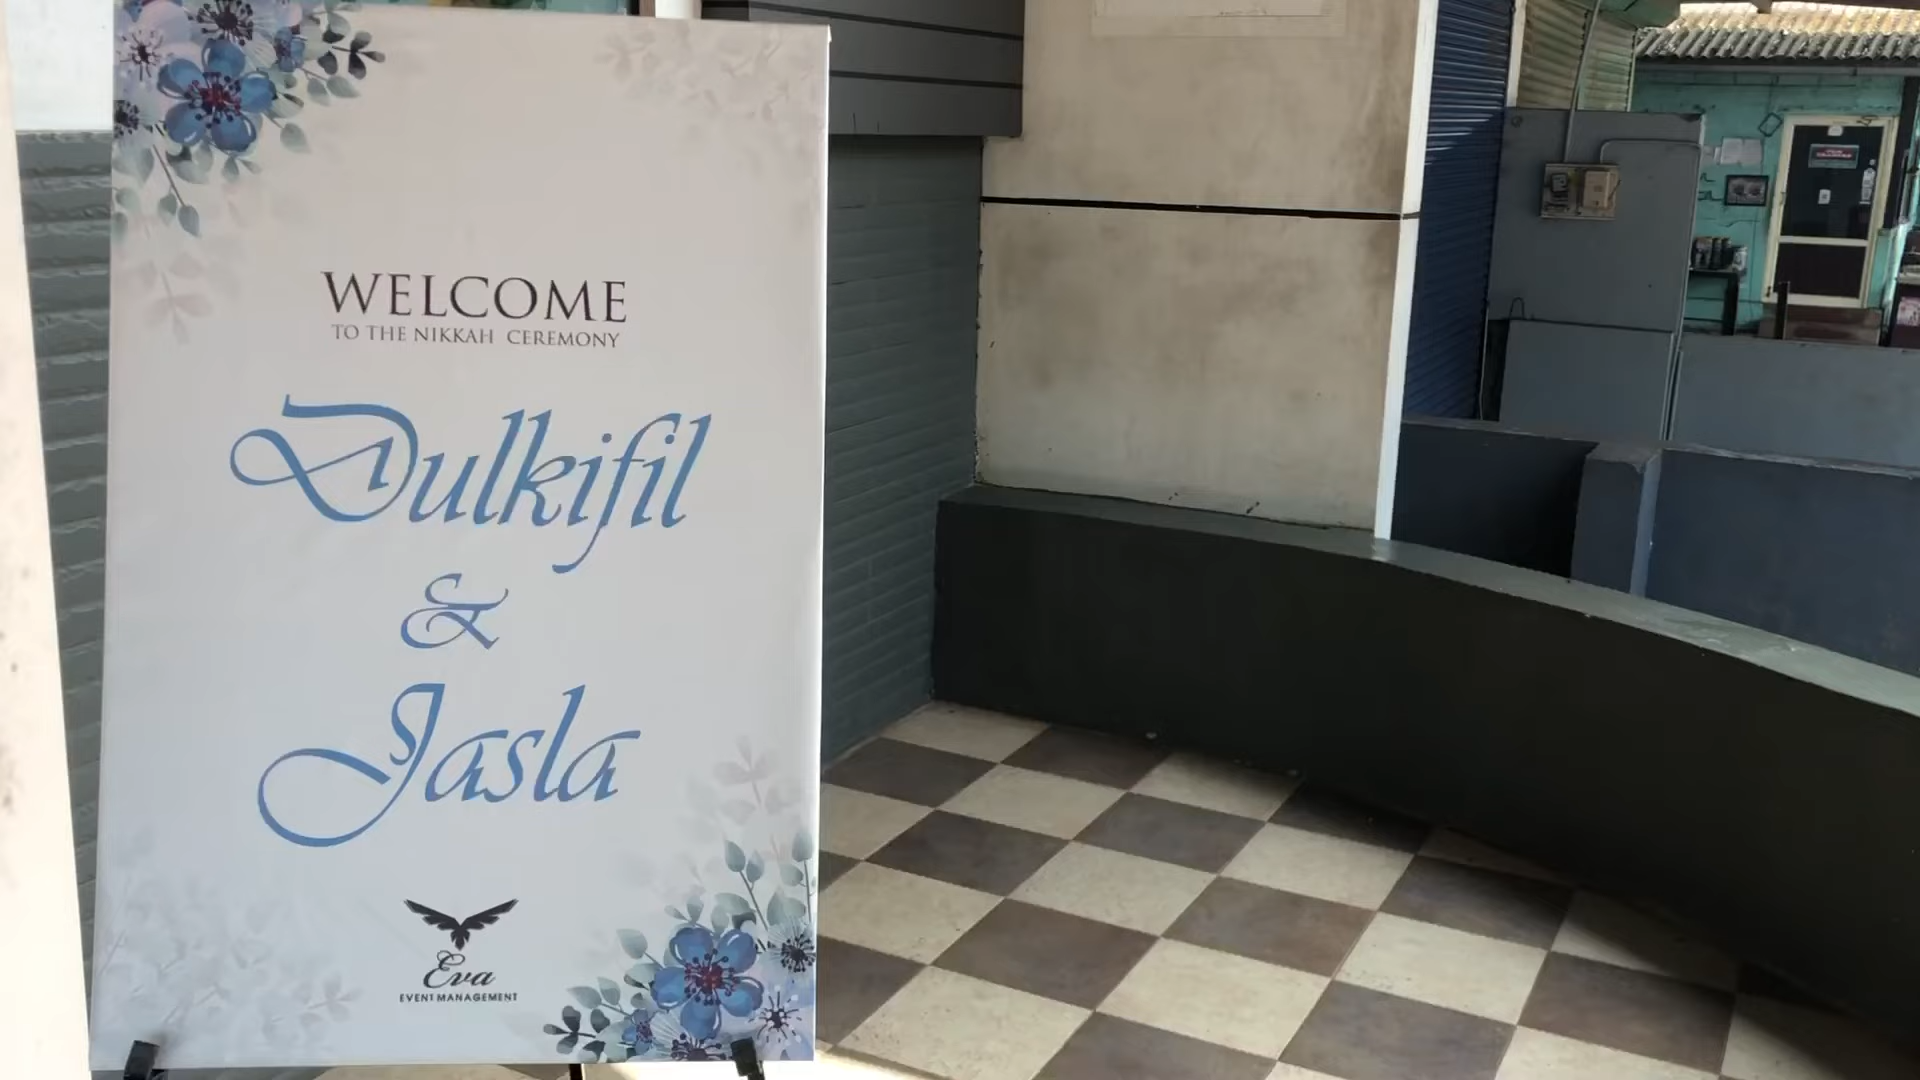 WELCOME
TO THE NIKKAH CEREMONY
Dulkifil
&
Jasla
Eva
EVENT MANAGEMENT